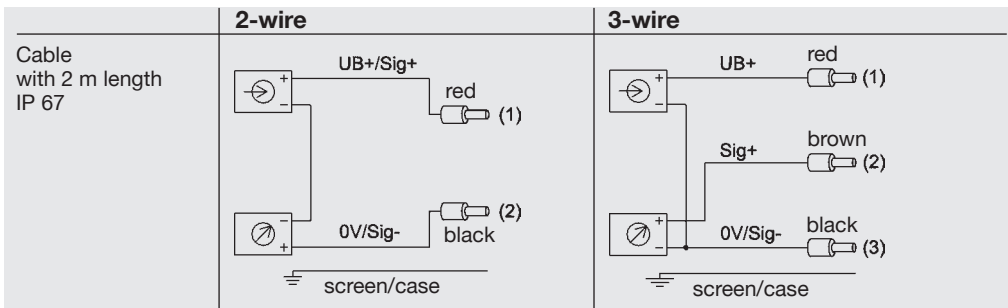 2-wire
3-wire
Cable
with 2 m length
IP 67
UB+/Sig+
red
(1)
+
−
−
+
0V/Sig-
(2)
black
screen/case
UB+
red
(1)
+
−
Sig+
brown
(2)
+
−
0V/Sig-
black
(3)
screen/case